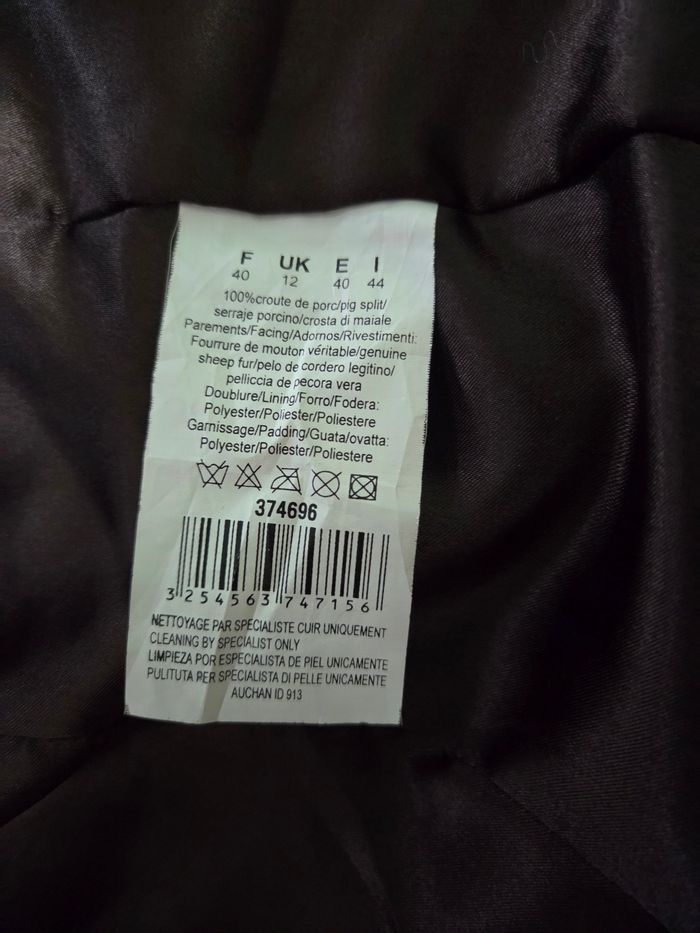 F UK E I
40 12 40 44
100%croute de porc/pig split/
serraje porcino/crosta di maiale
Parements/Facing/Adornos/Rivestimenti:
Fourrure de mouton véritable/genuine
sheep fur/pelo de cordero legitino/
pelliccia de pecora vera
Doublure/Lining/Forro/Fodera:
Polyester/Poliester/Poliestere
Garnissage/Padding/Guata/ovatta:
Polyester/Poliester/Poliestere
374696
3 254563 747156
NETTOYAGE PAR SPECIALISTE CUIR UNIQUEMENT
CLEANING BY SPECIALIST ONLY
LIMPIEZA POR ESPECIALISTA DE PIEL UNICAMENTE
PULITUTA PER SPECIALISTA DI PELLE UNICAMENTE
AUCHAN ID 913